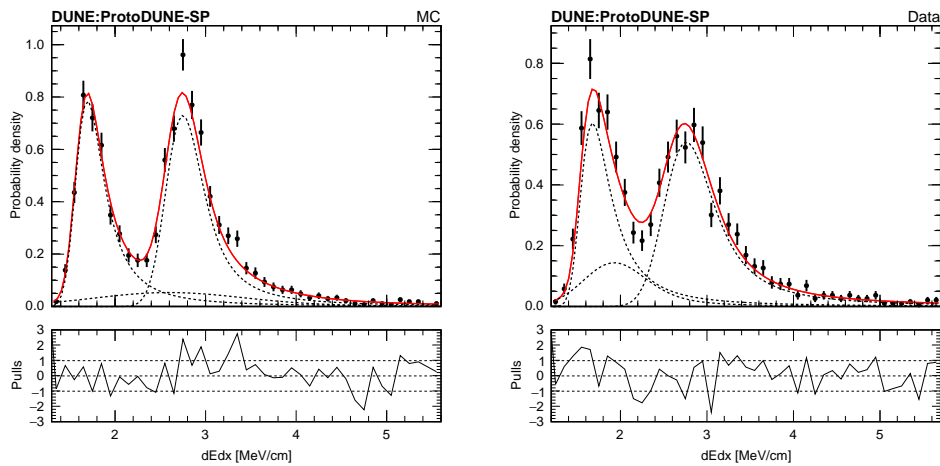 DUNE:ProtoDUNE-SP MC
1.0
0.8
0.6
0.4
0.2
0.0
Probability density
3
2
1
0
−1
−2
−3
Pulls
2 3 4 5
dEdx [MeV/cm]
DUNE:ProtoDUNE-SP Data
0.8
0.6
0.4
0.2
0.0
Probability density
3
2
1
0
−1
−2
−3
Pulls
2 3 4 5
dEdx [MeV/cm]